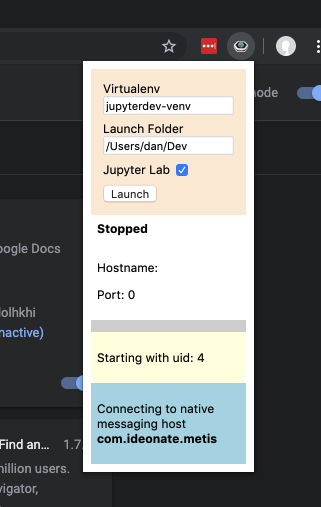 node
Virtualenv
jupyterdev-venv
Launch Folder
/Users/dan/Dev
Jupyter Lab
Launch
Stopped
Hostname:
Port: 0
Starting with uid: 4
Connecting to native
messaging host
com.ideonate.metis
oogle Docs
olhkhi
nactive)
Find an...
1.7.
million users.
vigator,